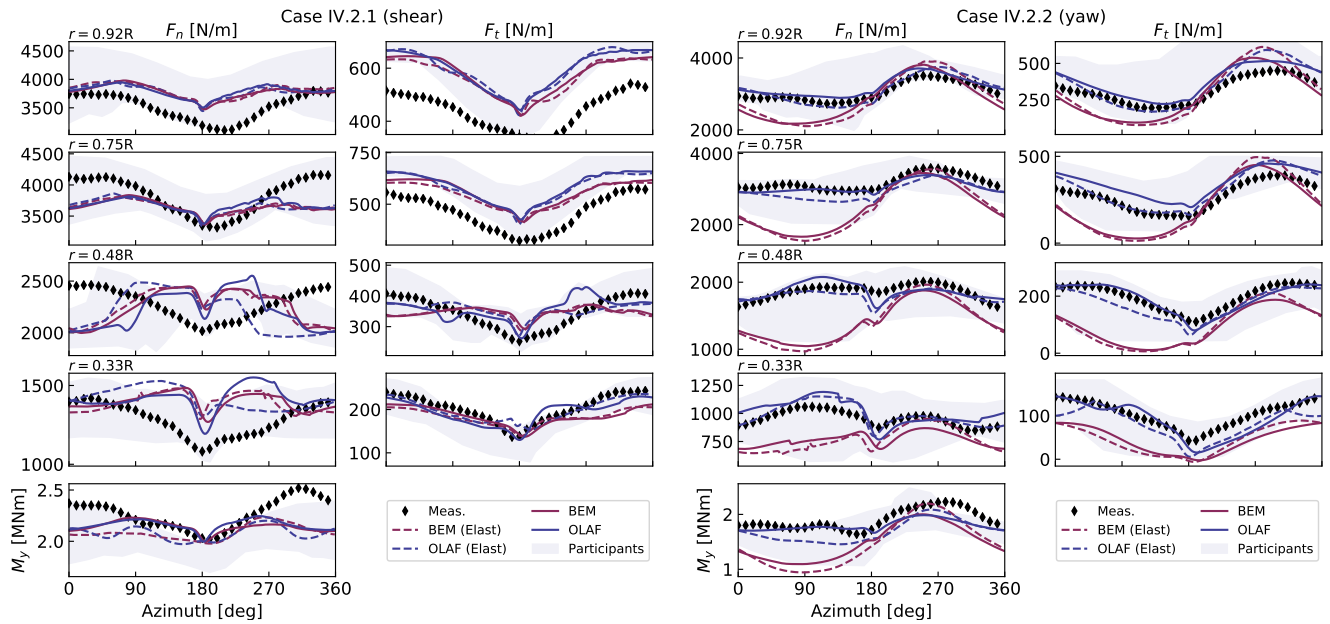 Case IV.2.1 (shear)
Case IV.2.2 (yaw)
r = 0.92R
F_n [N/m]
F_t [N/m]
4500
4000
3500
600
400
r = 0.75R
4500
4000
3500
750
500
r = 0.48R
2500
2000
500
400
300
r = 0.33R
1500
1000
200
100
M_y [MNm]
2.5
2.0
0
90
180
270
360
Azimuth [deg]
Meas.
BEM (Elast)
OLAF (Elast)
BEM
OLAF
Participants
r = 0.92R
F_n [N/m]
F_t [N/m]
4000
3000
2000
500
250
r = 0.75R
4000
3000
2000
500
0
r = 0.48R
2000
1000
200
0
r = 0.33R
1250
1000
750
100
0
M_y [MNm]
2
1
0
90
180
270
360
Azimuth [deg]
Meas.
BEM (Elast)
OLAF (Elast)
BEM
OLAF
Participants